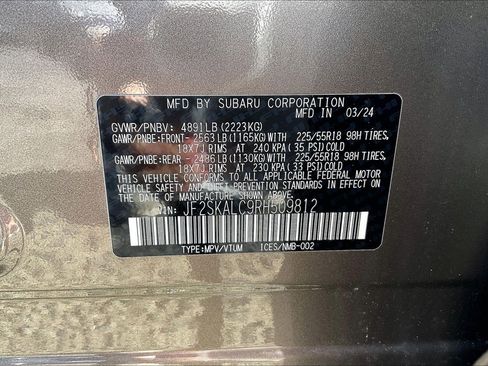 MFD BY SUBARU CORPORATION
MFD IN 03/24
GVWR/PNBV: 4891LB (2223KG)
GAWR/PNBE:FRONT- 2563LB (1165KG) WITH 225/55R18 98H TIRES,
18X7J RIMS AT 240 KPA (35 PSI) COLD
GAWR/PNBE:REAR - 2486LB (1130KG) WITH 225/55R18 98H TIRES,
18X7J RIMS AT 230 KPA (33 PSI) COLD
THIS VEHICLE CONFORMS TO ALL APPLICABLE FEDERAL MOTOR
VEHICLE SAFETY AND THEFT PREVENTION STANDARDS IN EFFECT ON
THE DATE OF MANUFACTURE SHOWN ABOVE.
VIN: JF2SKALC9RH509812
TYPE:MPV/VTUM ICES/NMB-002